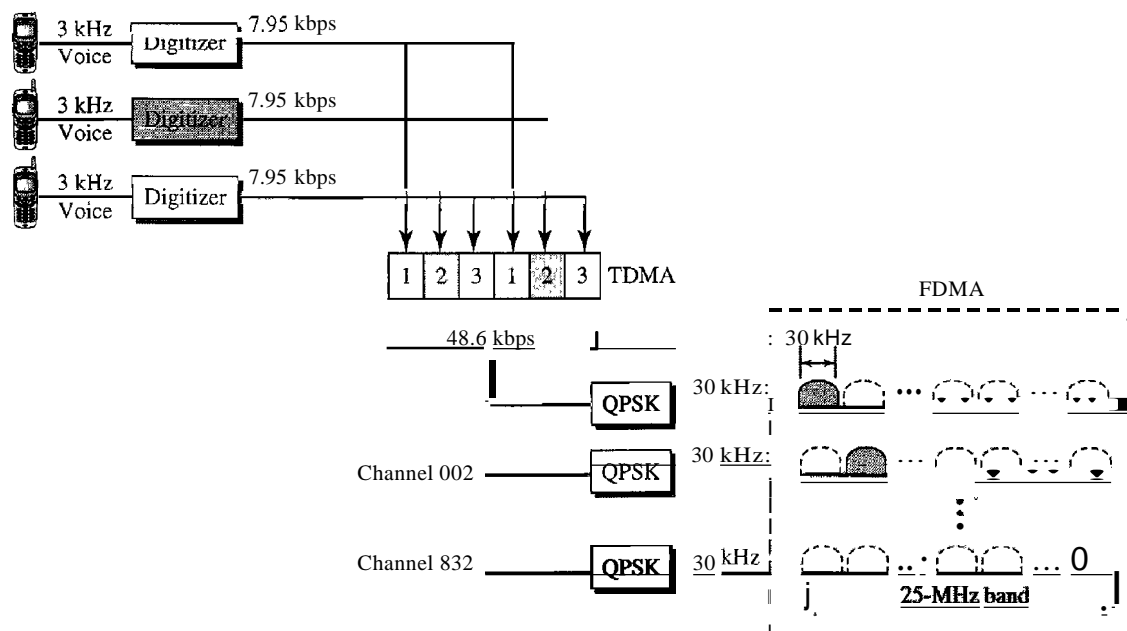 3 kHz
Voice
Digitizer
7.95 kbps
3 kHz
Voice
Digitizer
7.95 kbps
3 kHz
Voice
Digitizer
7.95 kbps
1 2 3 1 2 3 TDMA
FDMA
48.6 kbps
: 30 kHz
QPSK
30 kHz:
Channel 002
QPSK
30 kHz:
Channel 832
QPSK
30 kHz
0
j
25-MHz band